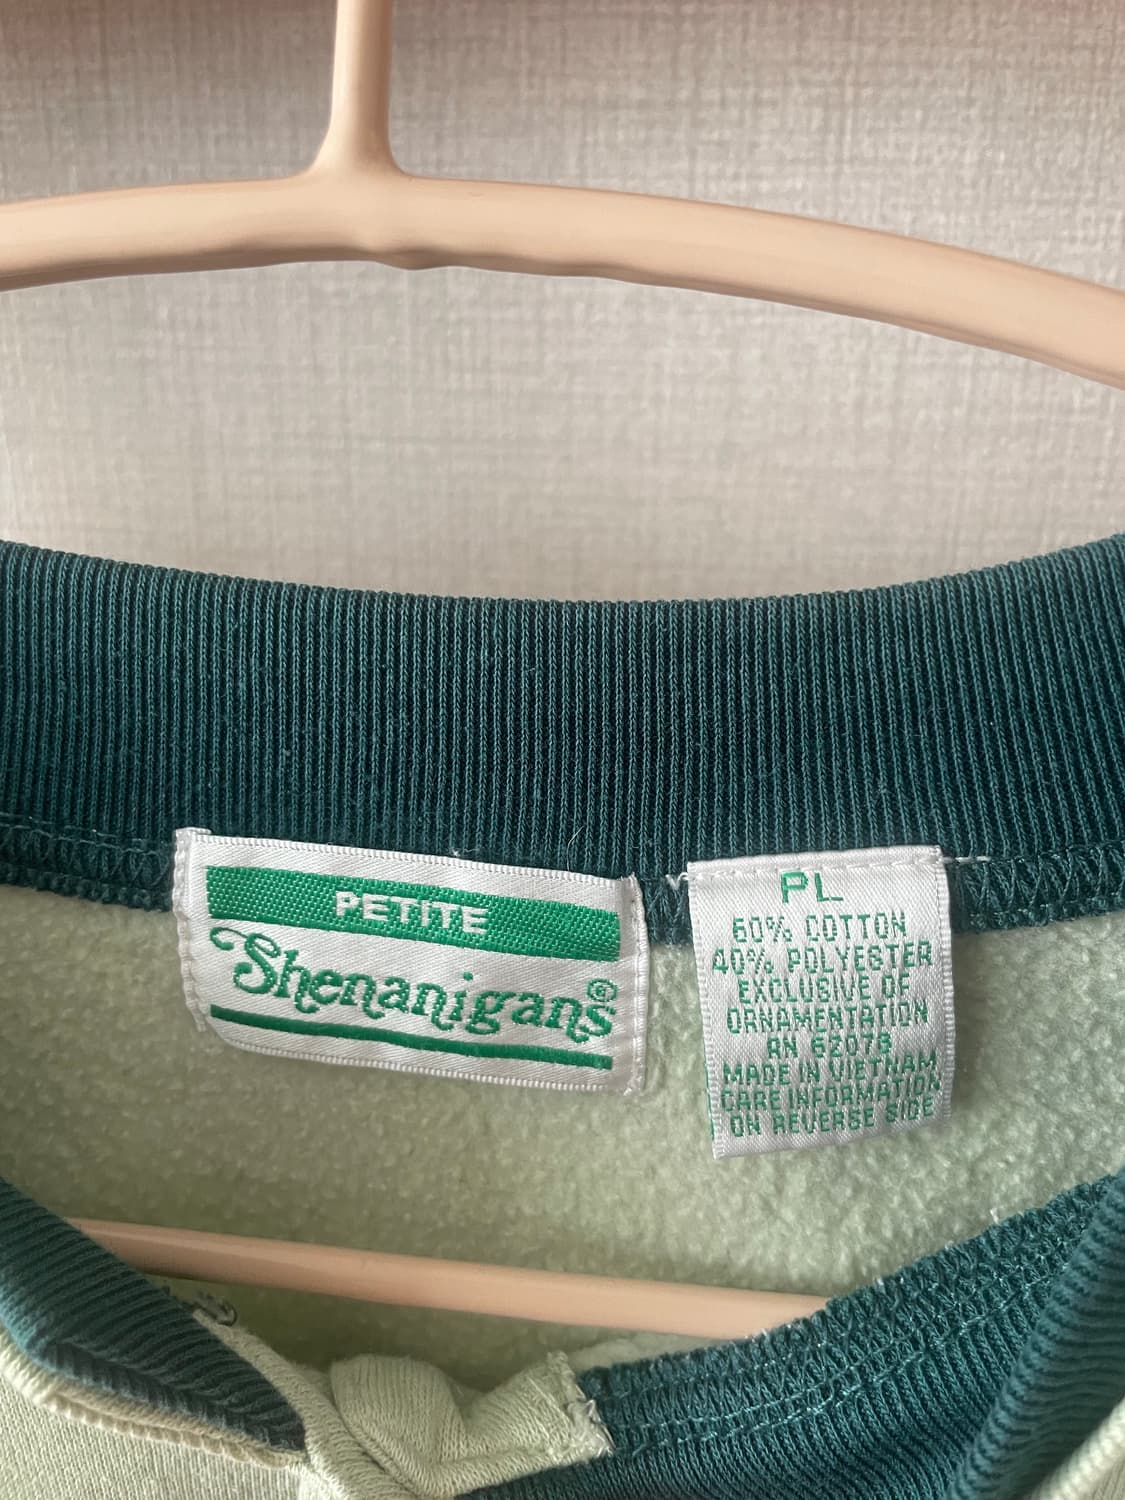 PETITE
Shenanigans®
PL
60% COTTON
40% POLYESTER
EXCLUSIVE OF
ORNAMENTATION
RN 62078
MADE IN VIETNAM
CARE INFORMATION
ON REVERSE SIDE